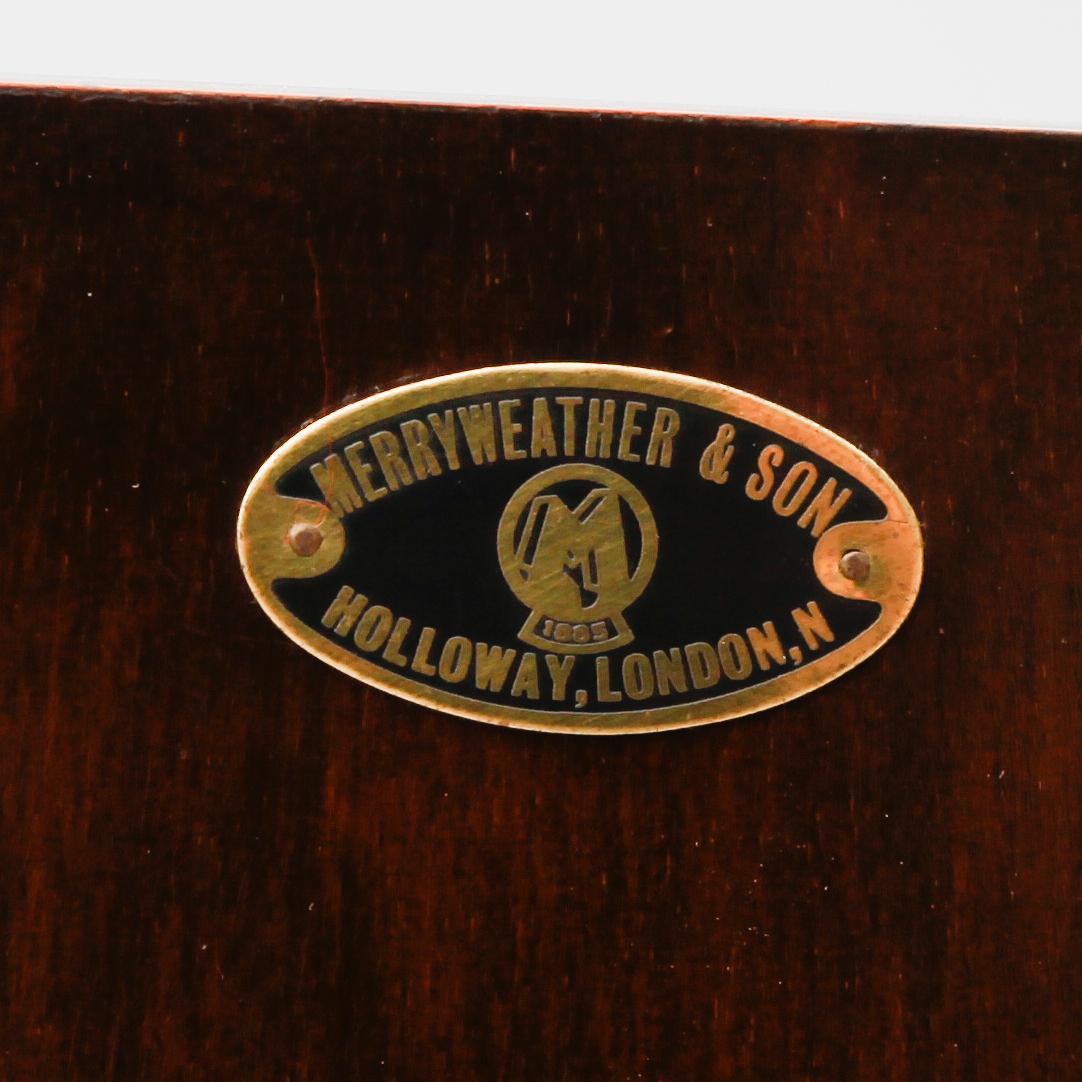 MERRYWEATHER & SON
M
1885
HOLLOWAY, LONDON, N